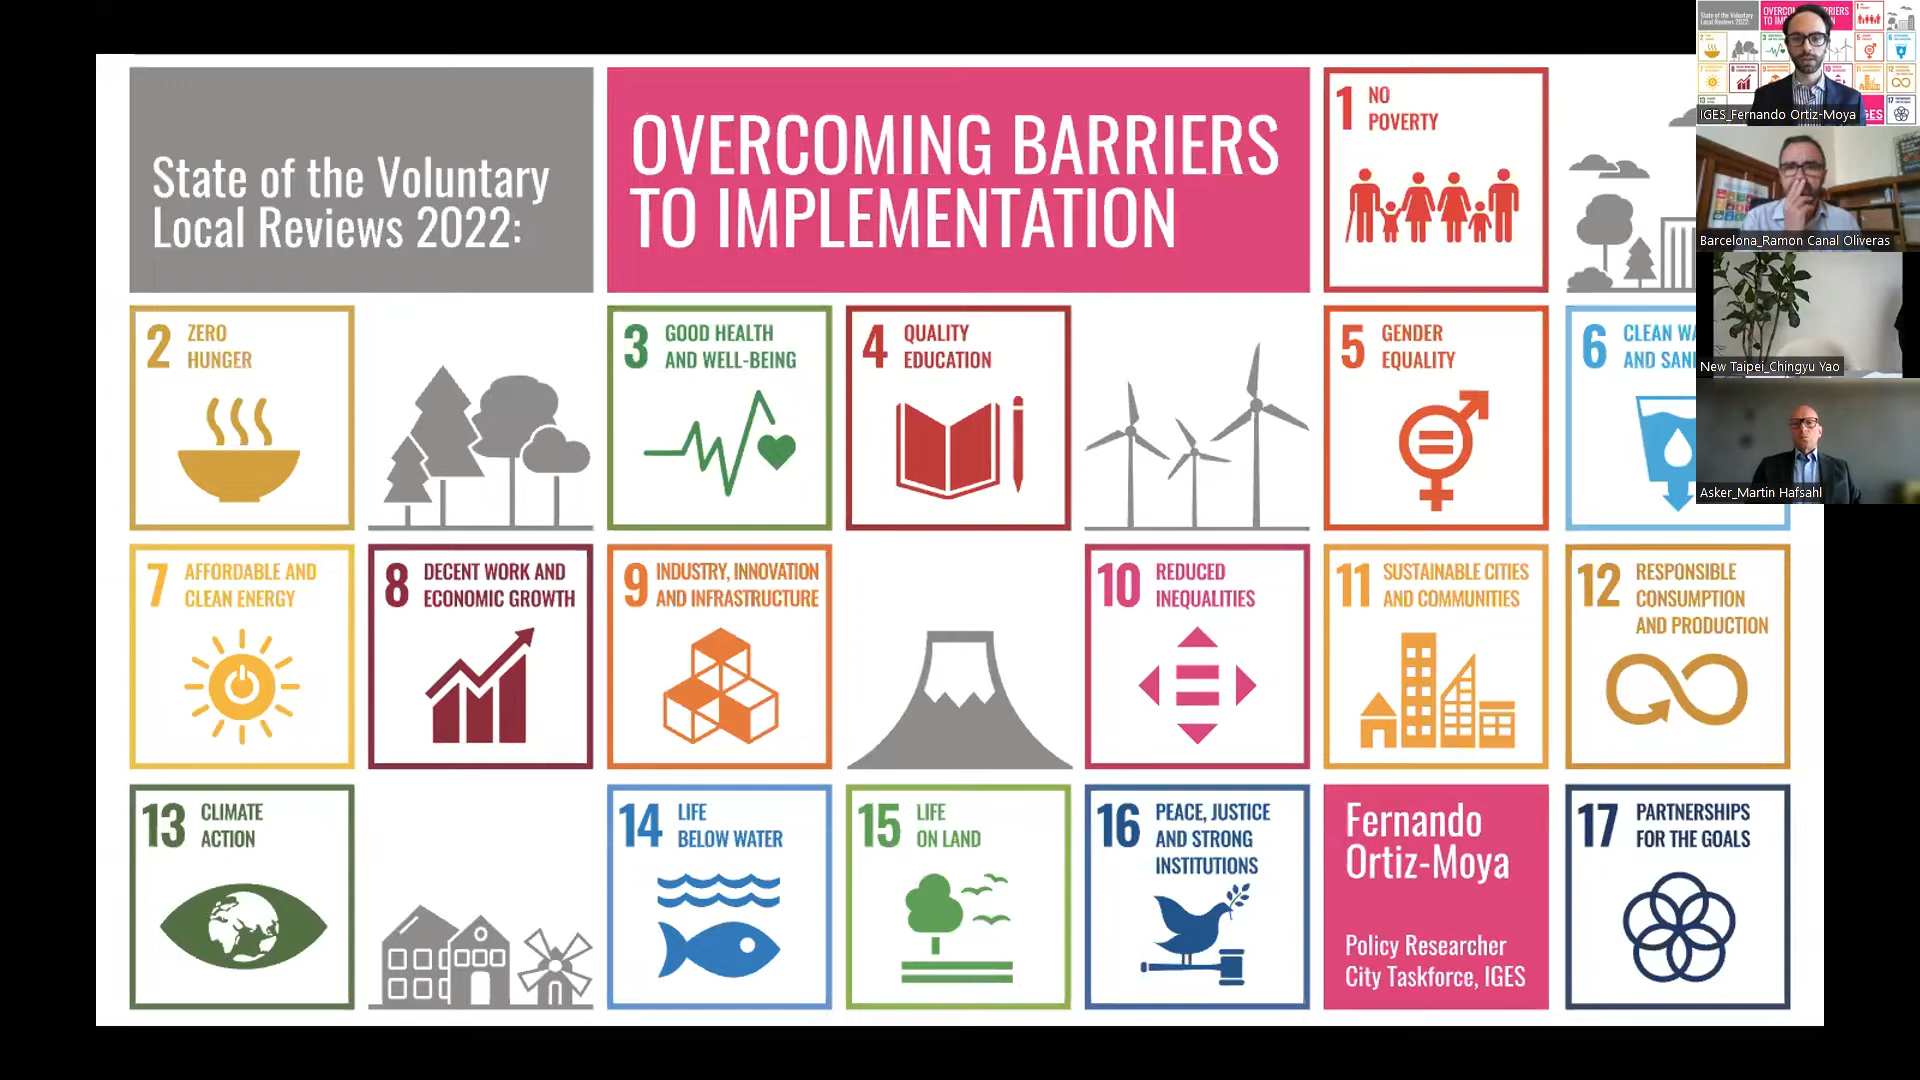 State of the Voluntary
Local Reviews 2022:
OVERCOMING BARRIERS
TO IMPLEMENTATION
1 NO
POVERTY
2 ZERO
HUNGER
3 GOOD HEALTH
AND WELL-BEING
4 QUALITY
EDUCATION
5 GENDER
EQUALITY
6 CLEAN
7 AFFORDABLE AND
CLEAN ENERGY
8 DECENT WORK AND
ECONOMIC GROWTH
9 INDUSTRY, INNOVATION
AND INFRASTRUCTURE
10 REDUCED
INEQUALITIES
11 SUSTAINABLE CITIES
AND COMMUNITIES
12 RESPONSIBLE
CONSUMPTION
AND PRODUCTION
13 CLIMATE
ACTION
14 LIFE
BELOW WATER
15 LIFE
ON LAND
16 PEACE, JUSTICE
AND STRONG
INSTITUTIONS
Fernando
Ortiz-Moya
Policy Researcher
City Taskforce, IGES
17 PARTNERSHIPS
FOR THE GOALS
IGES_Fernando Ortiz-Moya
Barcelona_Ramon Canal Oliveras
New Taipei_Chingyu Yao
Asker_Martin Hafsahl